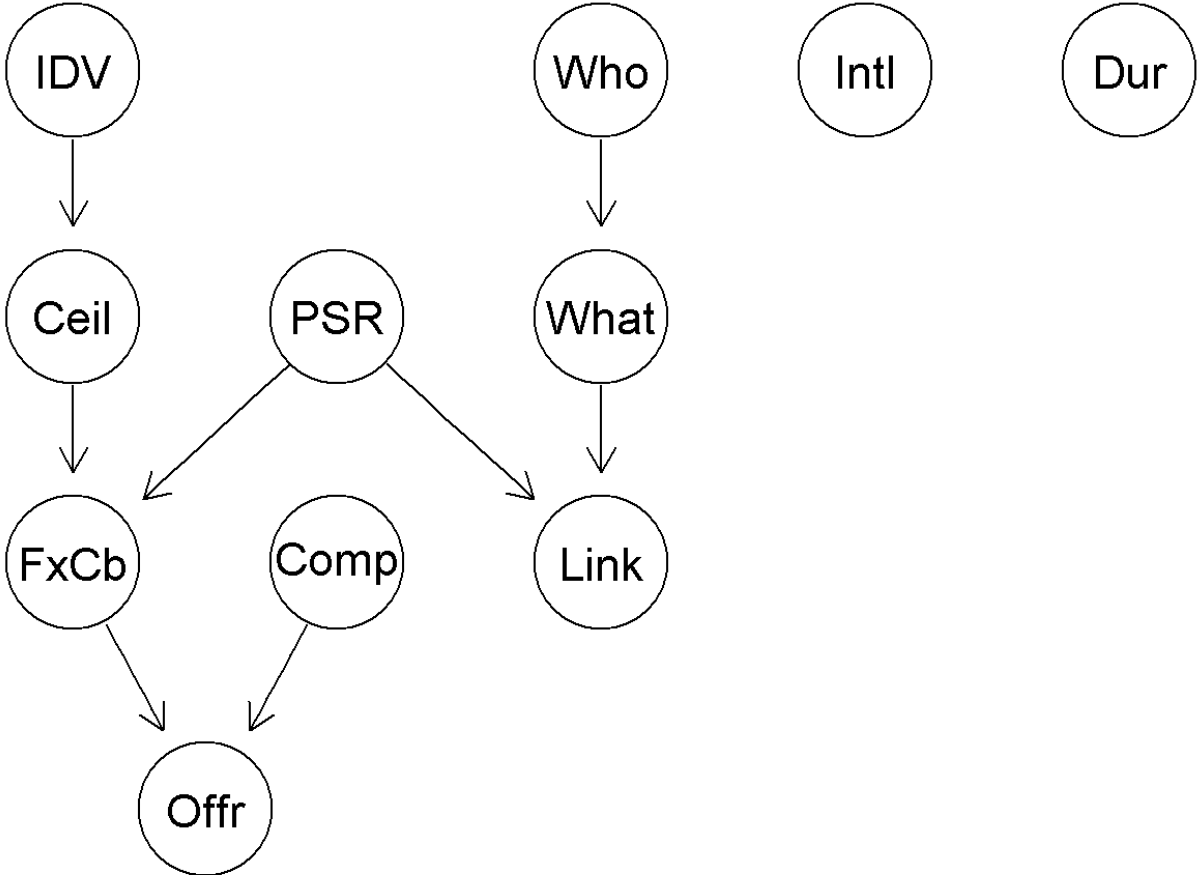 IDV
Who
Intl
Dur
Ceil
PSR
What
FxCb
Comp
Link
Offr